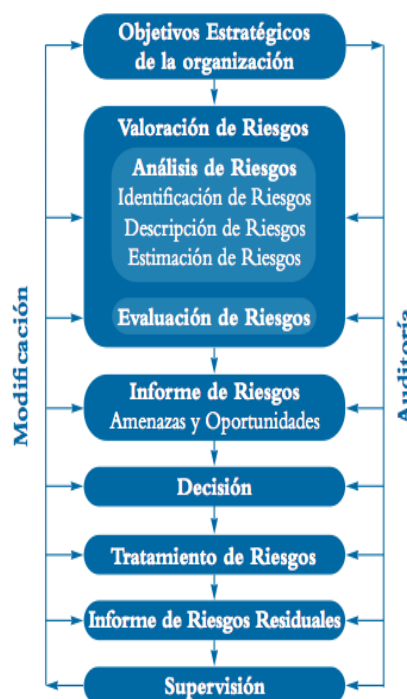 Objetivos Estratégicos
de la organización
Valoración de Riesgos
Análisis de Riesgos
Identificación de Riesgos
Descripción de Riesgos
Estimación de Riesgos
Evaluación de Riesgos
Informe de Riesgos
Amenazas y Oportunidades
Decisión
Tratamiento de Riesgos
Informe de Riesgos Residuales
Supervisión
Modificación
Auditoría